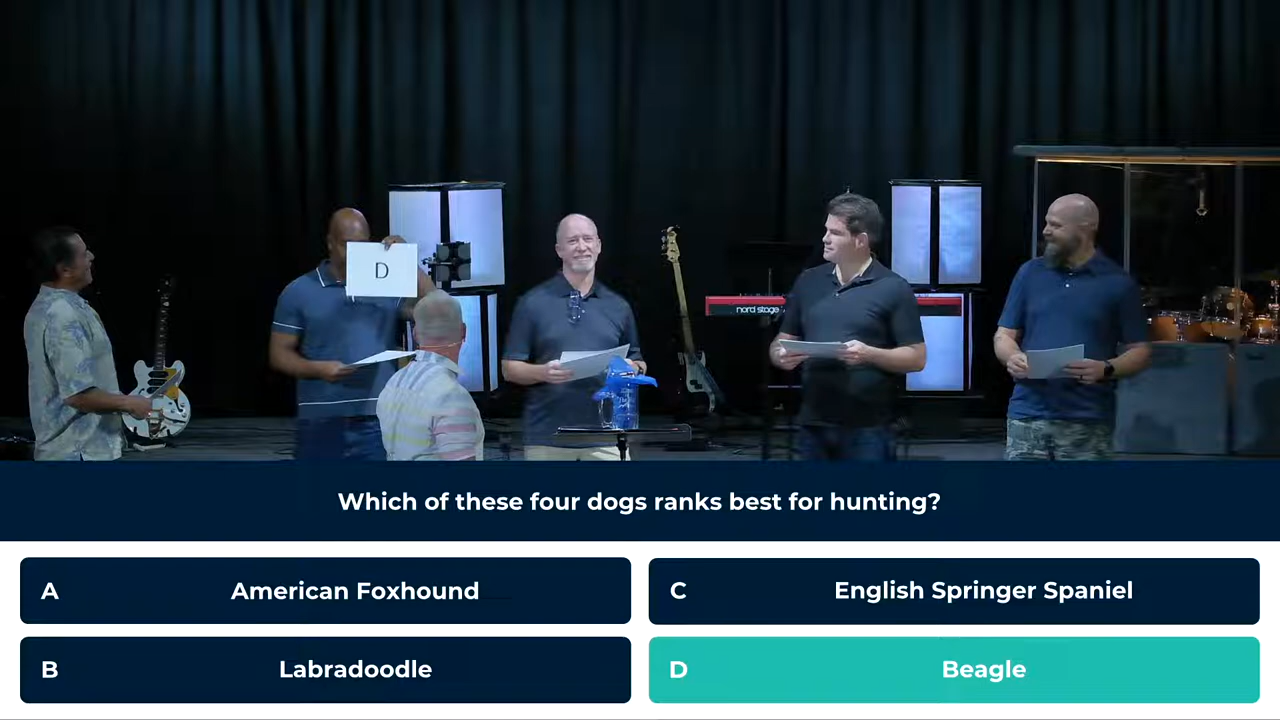 D
nord stage
Which of these four dogs ranks best for hunting?
A American Foxhound
C English Springer Spaniel
B Labradoodle
D Beagle